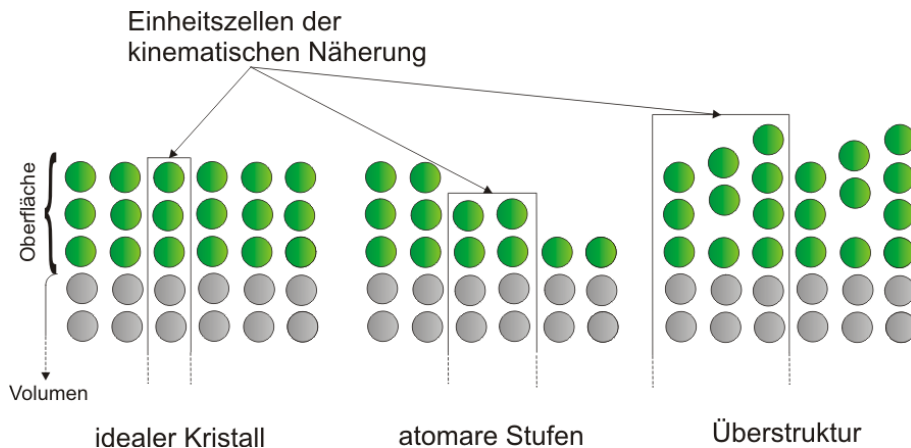 Einheitszellen der
kinematischen Näherung
Oberfläche
Volumen
idealer Kristall
atomare Stufen
Überstruktur